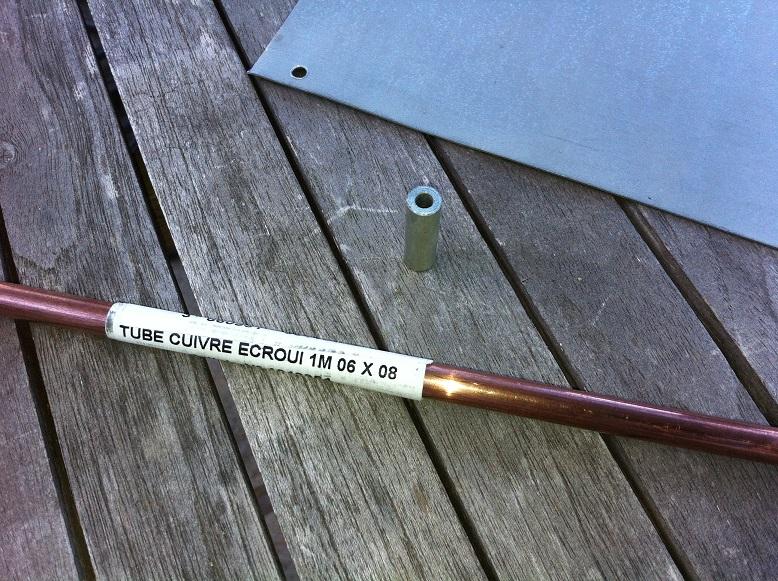 TUBE CUIVRE ECROUI 1M 06 X 08